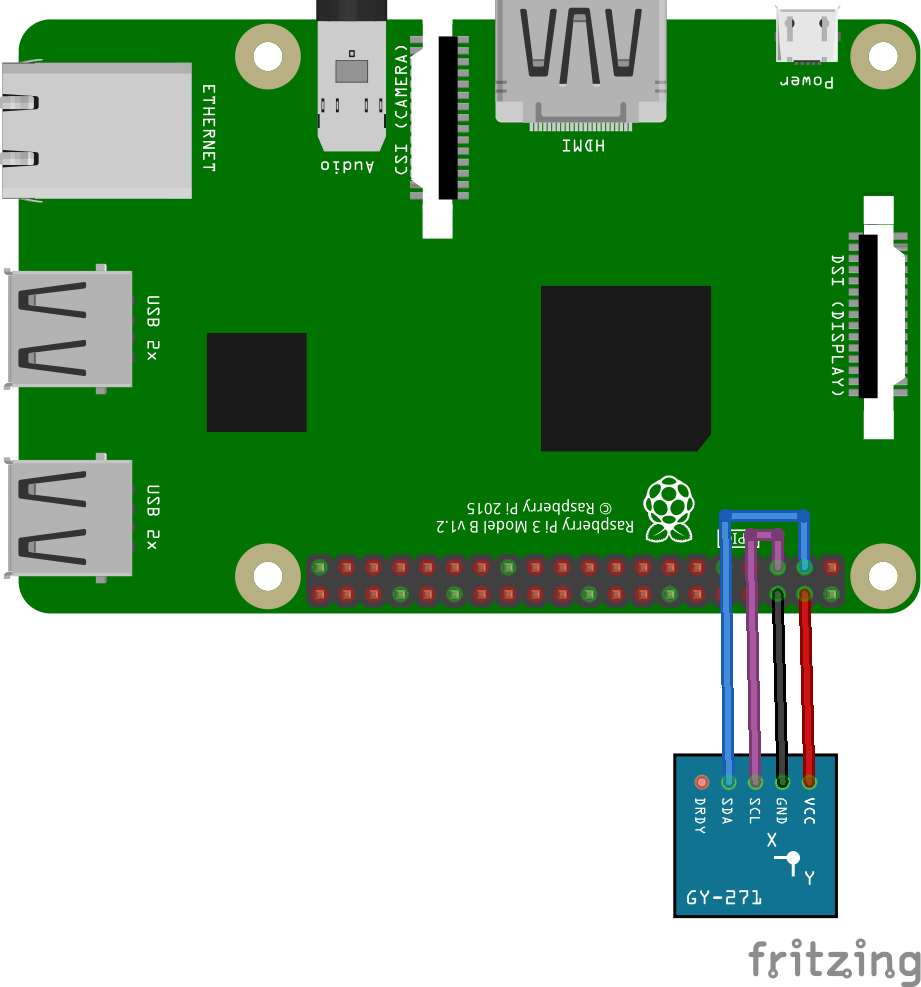 ETHERNET
Audio
CSI (CAMERA)
HDMI
Power
DSI (DISPLAY)
USB 2x
USB 2x
Raspberry Pi 3 Model B v1.2
© Raspberry Pi 2015
DRDY
SDA
SCL
GND
VCC
X
Y
GY-271
fritzing